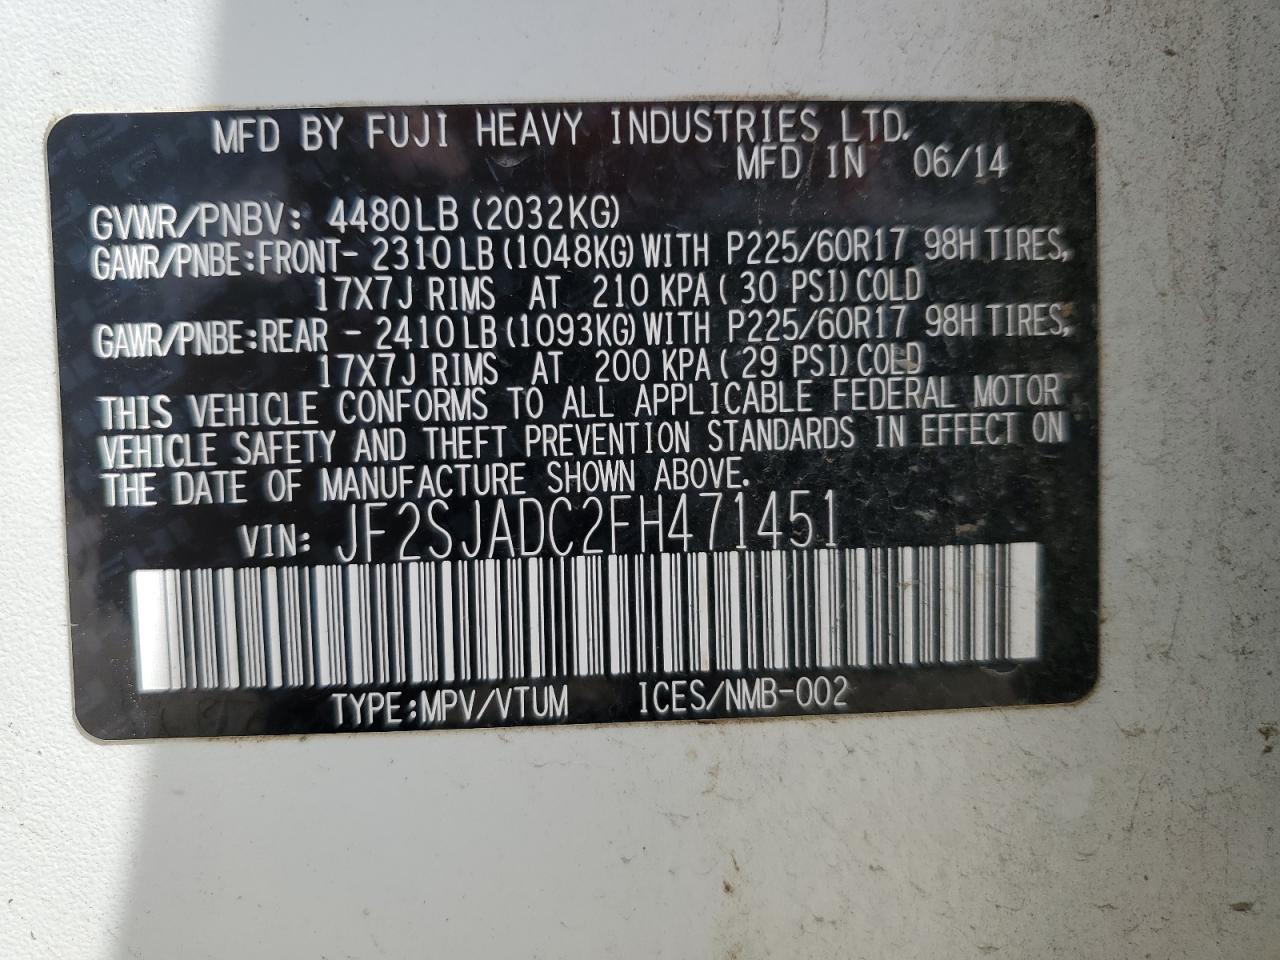 MFD BY FUJI HEAVY INDUSTRIES LTD.
MFD IN 06/14
GVWR/PNBV: 4480LB (2032KG)
GAWR/PNBE:FRONT- 2310LB (1048KG) WITH P225/60R17 98H TIRES,
17X7J RIMS AT 210 KPA ( 30 PSI) COLD
GAWR/PNBE:REAR - 2410LB (1093KG) WITH P225/60R17 98H TIRES,
17X7J RIMS AT 200 KPA ( 29 PSI) COLD
THIS VEHICLE CONFORMS TO ALL APPLICABLE FEDERAL MOTOR
VEHICLE SAFETY AND THEFT PREVENTION STANDARDS IN EFFECT ON
THE DATE OF MANUFACTURE SHOWN ABOVE.
VIN: JF2SJADC2FH471451
TYPE:MPV/VTUM ICES/NMB-002